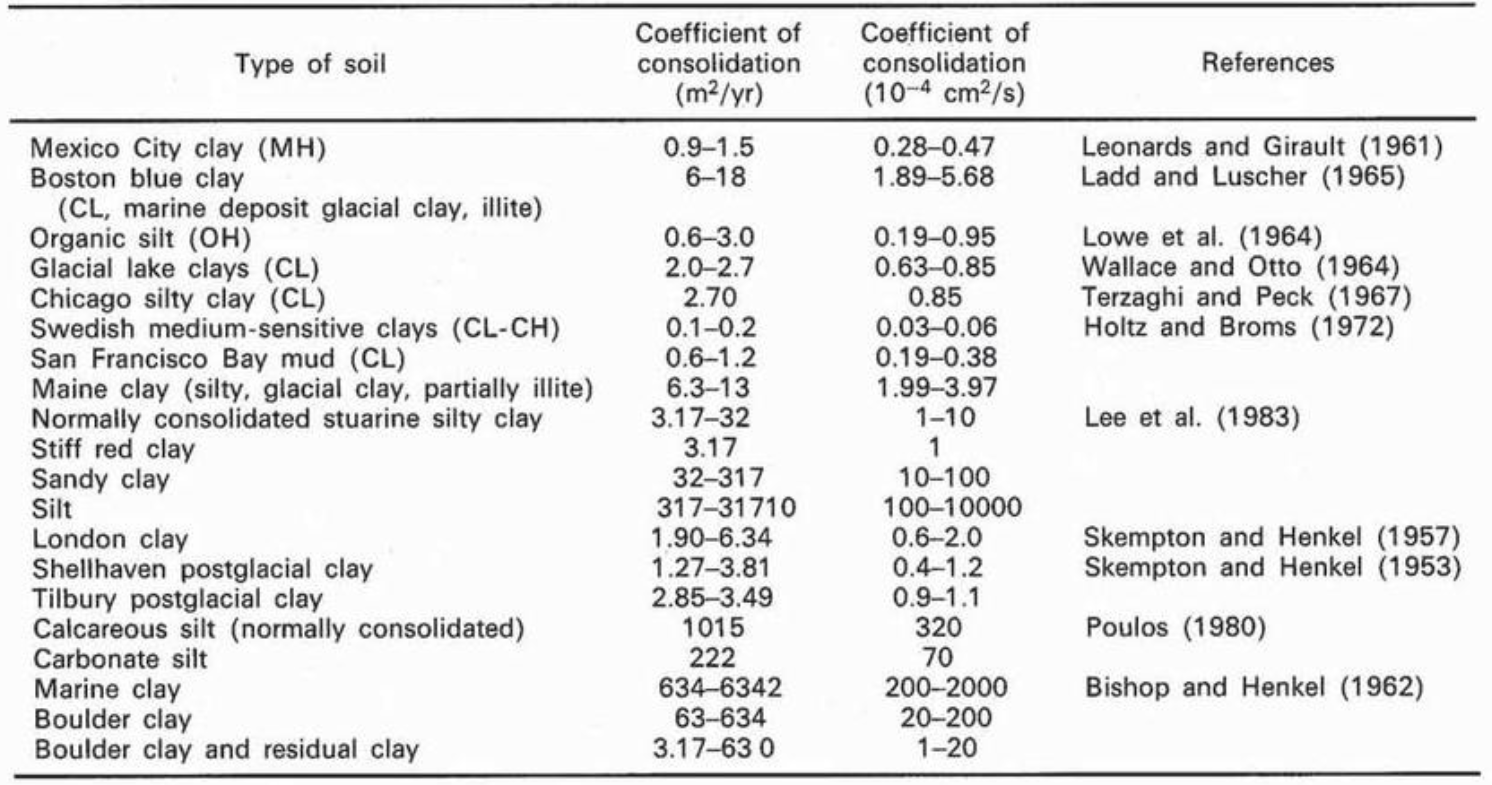 Type of soil Coefficient of consolidation (m²/yr) Coefficient of consolidation (10⁻⁴ cm²/s) References
Mexico City clay (MH) 0.9–1.5 0.28–0.47 Leonards and Girault (1961)
Boston blue clay 6–18 1.89–5.68 Ladd and Luscher (1965)
(CL, marine deposit glacial clay, illite)
Organic silt (OH) 0.6–3.0 0.19–0.95 Lowe et al. (1964)
Glacial lake clays (CL) 2.0–2.7 0.63–0.85 Wallace and Otto (1964)
Chicago silty clay (CL) 2.70 0.85 Terzaghi and Peck (1967)
Swedish medium-sensitive clays (CL-CH) 0.1–0.2 0.03–0.06 Holtz and Broms (1972)
San Francisco Bay mud (CL) 0.6–1.2 0.19–0.38
Maine clay (silty, glacial clay, partially illite) 6.3–13 1.99–3.97
Normally consolidated stuarine silty clay 3.17–32 1–10 Lee et al. (1983)
Stiff red clay 3.17 1
Sandy clay 32–317 10–100
Silt 317–31710 100–10000
London clay 1.90–6.34 0.6–2.0 Skempton and Henkel (1957)
Shellhaven postglacial clay 1.27–3.81 0.4–1.2 Skempton and Henkel (1953)
Tilbury postglacial clay 2.85–3.49 0.9–1.1
Calcareous silt (normally consolidated) 1015 320 Poulos (1980)
Carbonate silt 222 70
Marine clay 634–6342 200–2000 Bishop and Henkel (1962)
Boulder clay 63–634 20–200
Boulder clay and residual clay 3.17–63 0 1–20